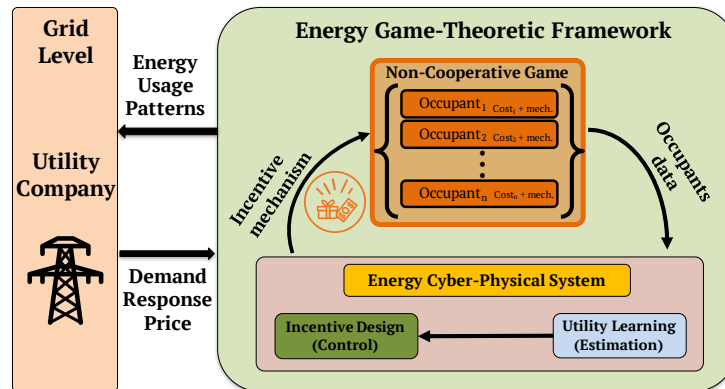 Grid
Level
Utility
Company
Energy
Usage
Patterns
Demand
Response
Price
Energy Game-Theoretic Framework
Non-Cooperative Game
Occupant1 Cost1 + mech.
Occupant2 Cost2 + mech.
Occupantn Costn + mech.
Incentive
mechanism
Occupants
data
Energy Cyber-Physical System
Incentive Design
(Control)
Utility Learning
(Estimation)